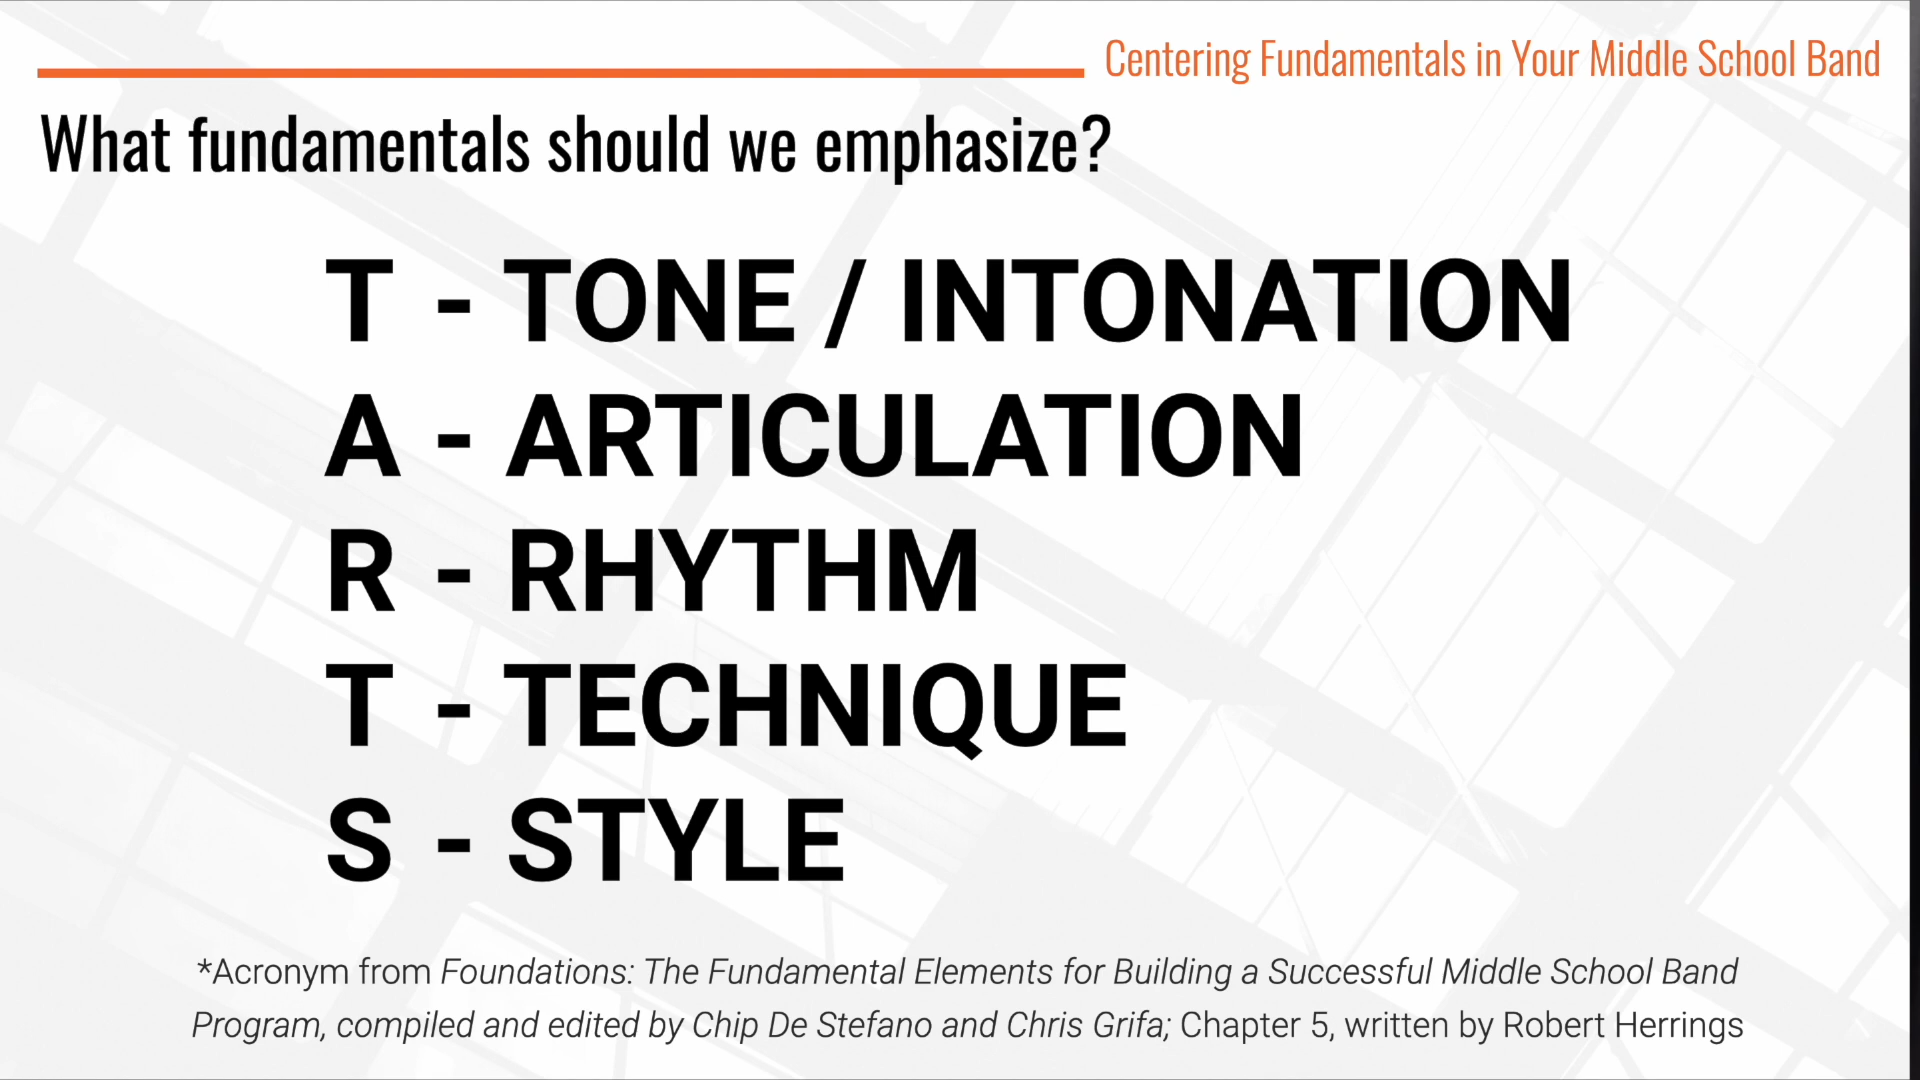 Centering Fundamentals in Your Middle School Band
What fundamentals should we emphasize?
T - TONE / INTONATION
A - ARTICULATION
R - RHYTHM
T - TECHNIQUE
S - STYLE
*Acronym from Foundations: The Fundamental Elements for Building a Successful Middle School Band
Program, compiled and edited by Chip De Stefano and Chris Grifa; Chapter 5, written by Robert Herrings